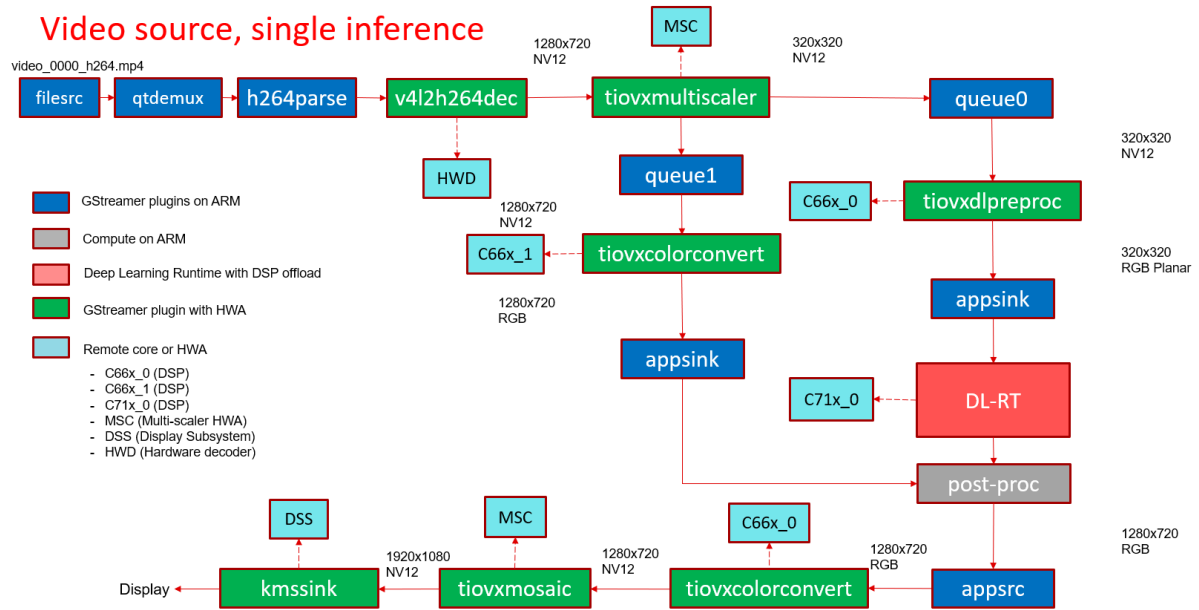 Video source, single inference
video_0000_h264.mp4
filesrc
qtdemux
h264parse
v4l2h264dec
1280x720
NV12
MSC
tiovxmultiscaler
320x320
NV12
queue0
HWD
queue1
320x320
NV12
C66x_0
tiovxdlpreproc
1280x720
NV12
C66x_1
tiovxcolorconvert
320x320
RGB Planar
1280x720
RGB
appsink
appsink
C71x_0
DL-RT
post-proc
GStreamer plugins on ARM
Compute on ARM
Deep Learning Runtime with DSP offload
GStreamer plugin with HWA
Remote core or HWA
- C66x_0 (DSP)
- C66x_1 (DSP)
- C71x_0 (DSP)
- MSC (Multi-scaler HWA)
- DSS (Display Subsystem)
- HWD (Hardware decoder)
DSS
MSC
C66x_0
1280x720
RGB
Display
kmssink
1920x1080
NV12
tiovxmosaic
1280x720
NV12
tiovxcolorconvert
1280x720
RGB
appsrc